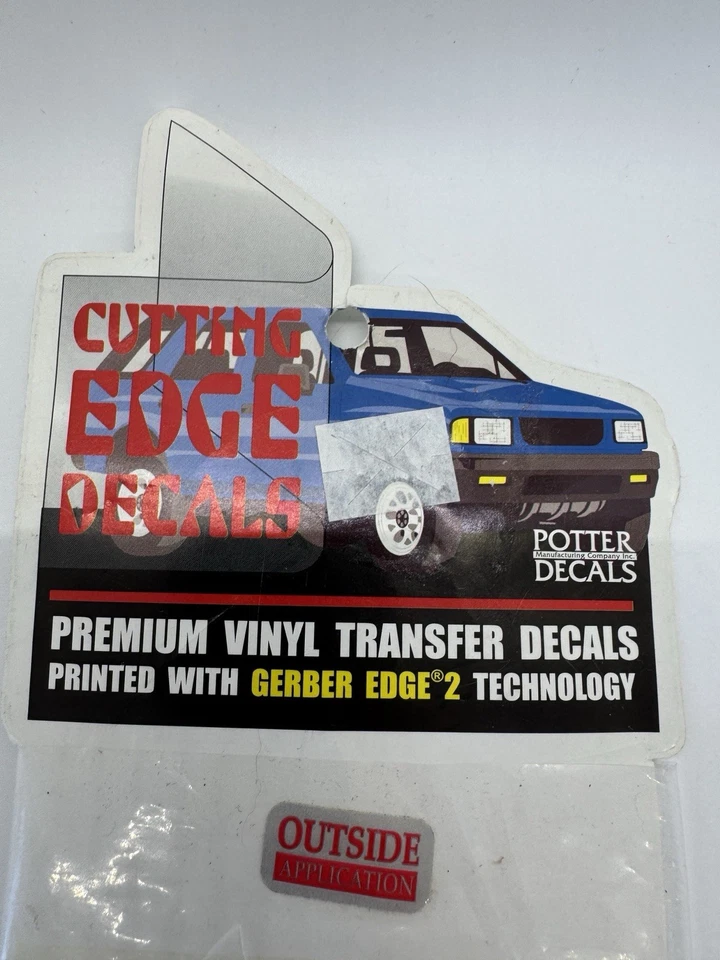 CUTTING
EDGE
DECALS
POTTER
Manufacturing Company Inc.
DECALS
PREMIUM VINYL TRANSFER DECALS
PRINTED WITH GERBER EDGE®2 TECHNOLOGY
OUTSIDE
APPLICATION